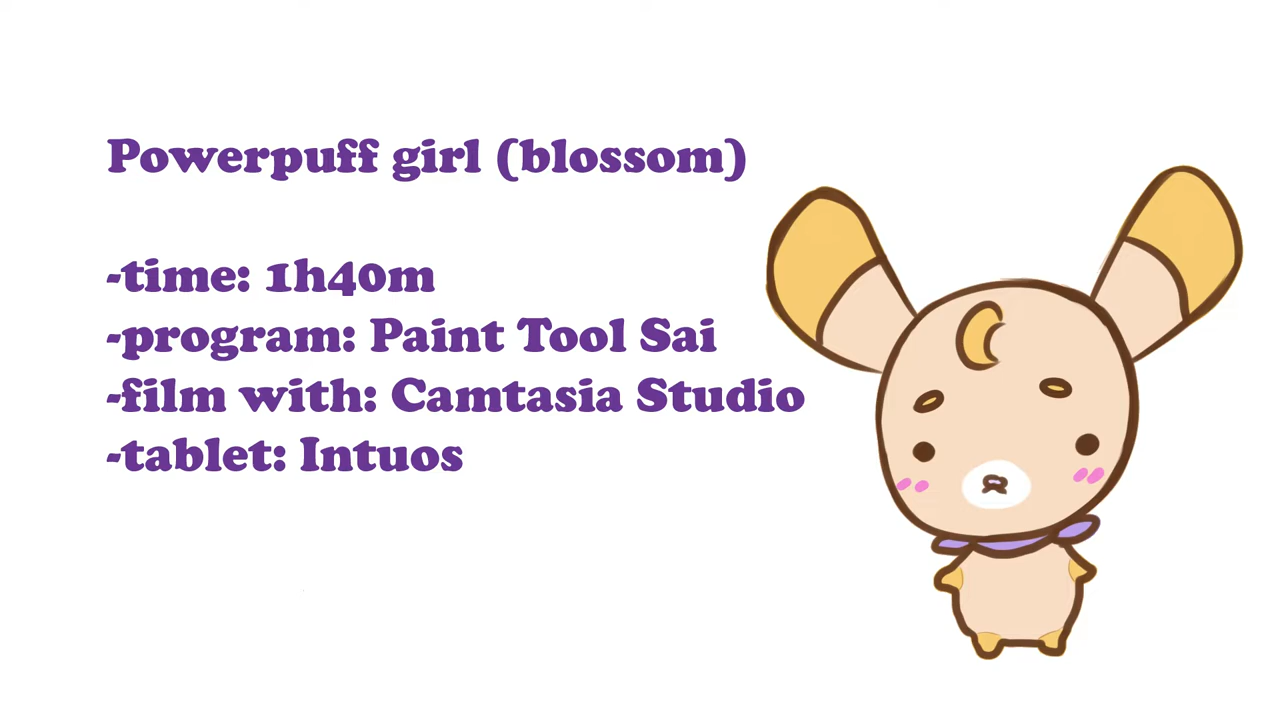 Powerpuff girl (blossom)
-time: 1h40m
-program: Paint Tool Sai
-film with: Camtasia Studio
-tablet: Intuos